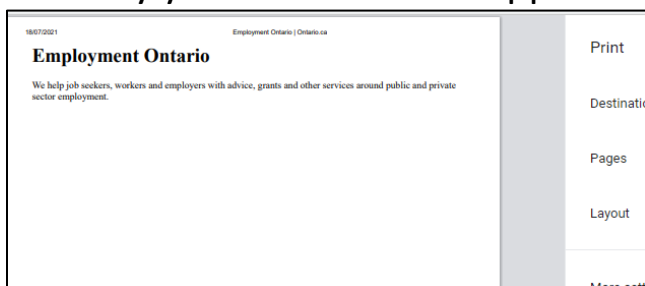 18/07/2021
Employment Ontario | Ontario.ca
Employment Ontario
We help job seekers, workers and employers with advice, grants and other services around public and private
sector employment.
Print
Destinatio
Pages
Layout